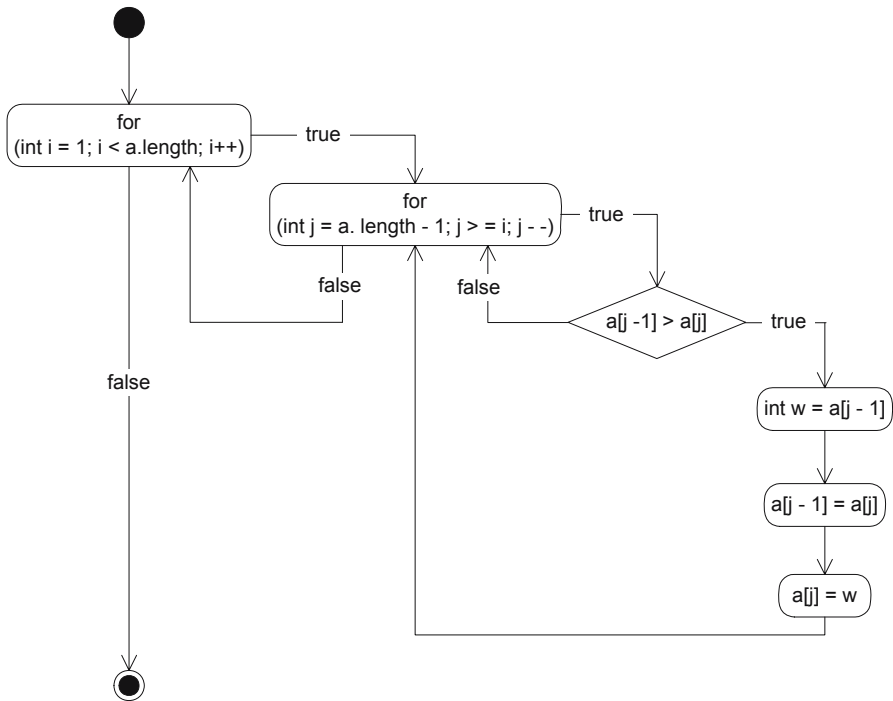 for
(int i = 1; i < a.length; i++)
true
for
(int j = a. length - 1; j > = i; j - -)
true
false
false
a[j -1] > a[j]
true
false
int w = a[j - 1]
a[j - 1] = a[j]
a[j] = w